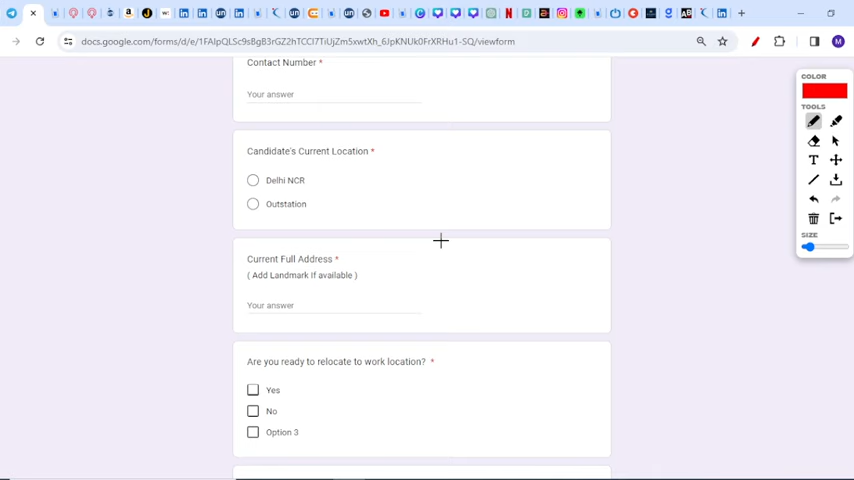 docs.google.com/forms/d/e/1FAIpQLSc9sBgB3rGZ2hTCCl7TiUjZm5xwtXh_6JpKNUk0FrXRHu1-SQ/viewform
M
Contact Number *
Your answer
Candidate's Current Location *
Delhi NCR
Outstation
Current Full Address *
( Add Landmark If available )
Your answer
Are you ready to relocate to work location? *
Yes
No
Option 3
COLOR
TOOLS
T
SIZE